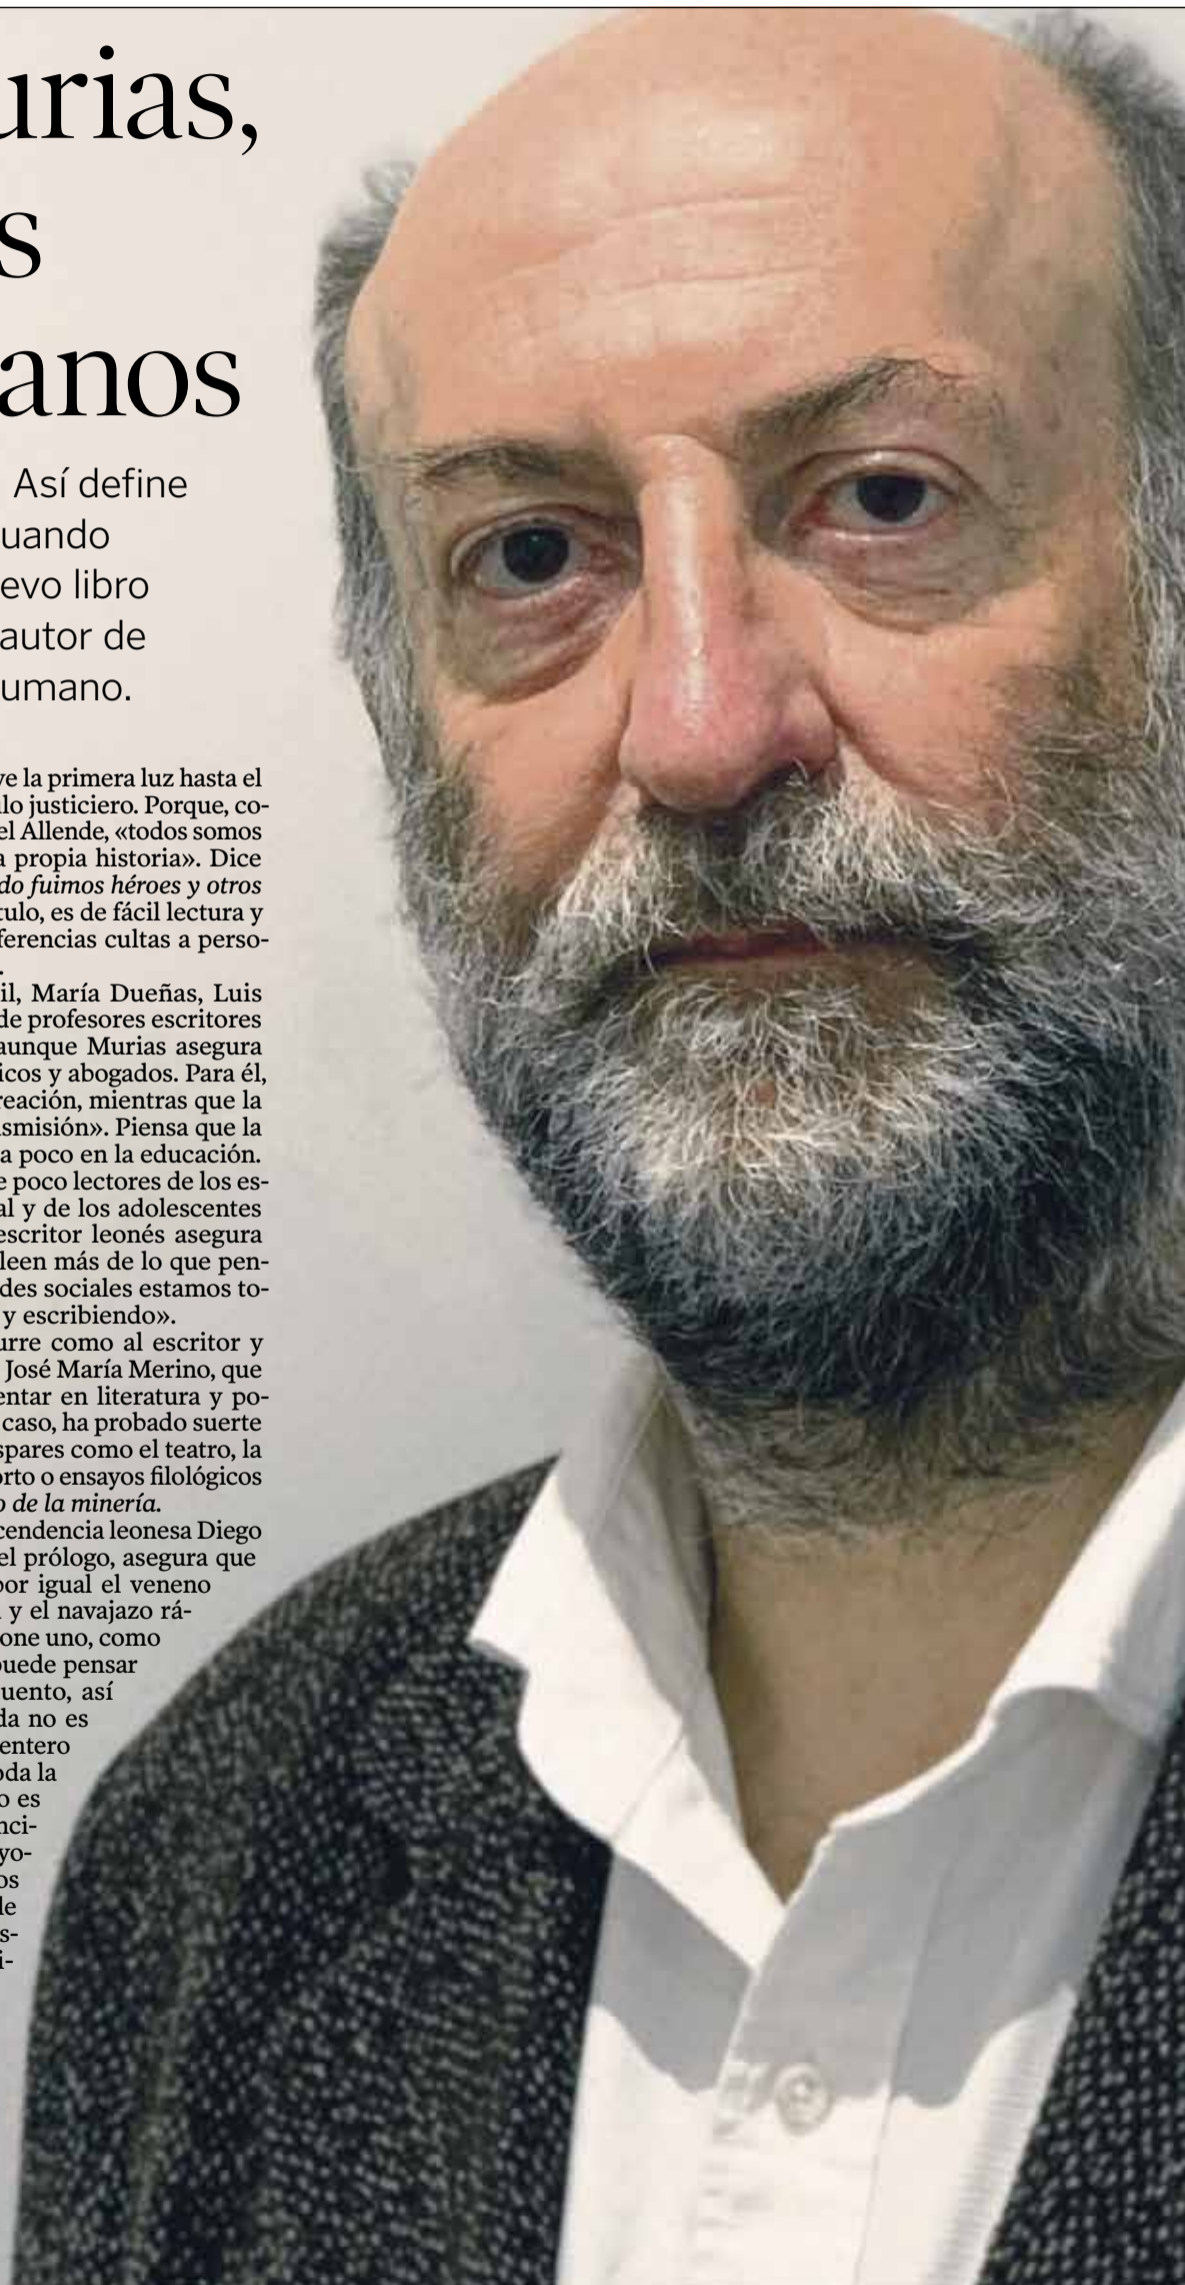 urias,
s
anos
Así define
uando
evo libro
autor de
umano.
ve la primera luz hasta el
ulo justiciero. Porque, co-
el Allende, «todos somos
a propia historia». Dice
do fuimos héroes y otros
tulo, es de fácil lectura y
ferencias cultas a perso-
.
il, María Dueñas, Luis
de profesores escritores
aunque Murias asegura
icos y abogados. Para él,
reación, mientras que la
nsmisión». Piensa que la
a poco en la educación.
e poco lectores de los es-
al y de los adolescentes
escritor leonés asegura
leen más de lo que pen-
des sociales estamos to-
y escribiendo».
urre como al escritor y
José María Merino, que
entar en literatura y po-
caso, ha probado suerte
spares como el teatro, la
orto o ensayos filológicos
o de la minería.
cendencia leonesa Diego
el prólogo, asegura que
por igual el veneno
y el navajazo rá-
one uno, como
puede pensar
uento, así
da no es
entero
oda la
o es
nci-
yo-
os
le
s-
i-